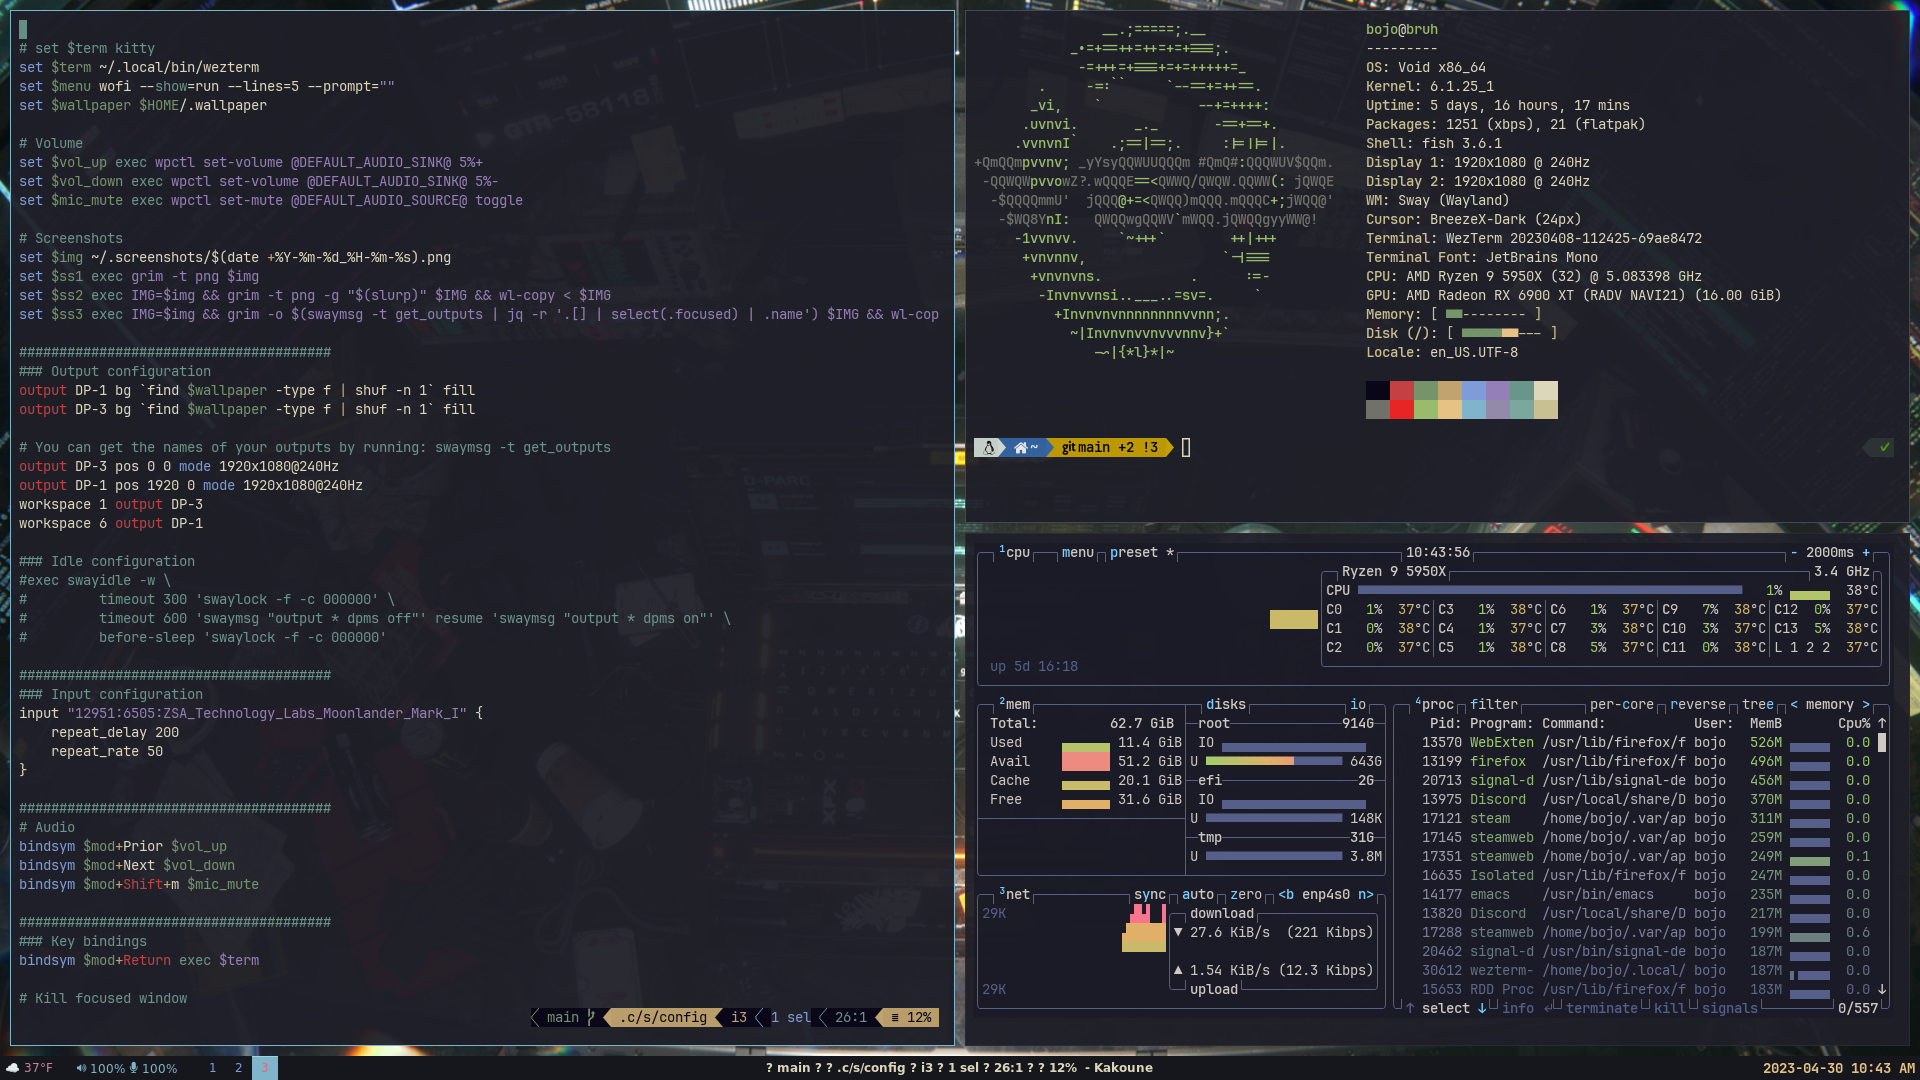 # set $term kitty
set $term ~/.local/bin/wezterm
set $menu wofi --show=run --lines=5 --prompt=""
set $wallpaper $HOME/.wallpaper
# Volume
set $vol_up exec wpctl set-volume @DEFAULT_AUDIO_SINK@ 5%+
set $vol_down exec wpctl set-volume @DEFAULT_AUDIO_SINK@ 5%-
set $mic_mute exec wpctl set-mute @DEFAULT_AUDIO_SOURCE@ toggle
# Screenshots
set $img ~/.screenshots/$(date +%Y-%m-%d_%H-%m-%s).png
set $ss1 exec grim -t png $img
set $ss2 exec IMG=$img && grim -t png -g "$(slurp)" $IMG && wl-copy < $IMG
set $ss3 exec IMG=$img && grim -o $(swaymsg -t get_outputs | jq -r '.[] | select(.focused) | .name') $IMG && wl-cop
#######################################
### Output configuration
output DP-1 bg `find $wallpaper -type f | shuf -n 1` fill
output DP-3 bg `find $wallpaper -type f | shuf -n 1` fill
# You can get the names of your outputs by running: swaymsg -t get_outputs
output DP-3 pos 0 0 mode 1920x1080@240Hz
output DP-1 pos 1920 0 mode 1920x1080@240Hz
workspace 1 output DP-3
workspace 6 output DP-1
### Idle configuration
#exec swayidle -w \
#         timeout 300 'swaylock -f -c 000000' \
#         timeout 600 'swaymsg "output * dpms off"' resume 'swaymsg "output * dpms on"' \
#         before-sleep 'swaylock -f -c 000000'
#######################################
### Input configuration
input "12951:6505:ZSA_Technology_Labs_Moonlander_Mark_I" {
    repeat_delay 200
    repeat_rate 50
}
#######################################
# Audio
bindsym $mod+Prior $vol_up
bindsym $mod+Next $vol_down
bindsym $mod+Shift+m $mic_mute
#######################################
### Key bindings
bindsym $mod+Return exec $term
# Kill focused window
main .c/s/config i3 1 sel 26:1 ≡ 12%
bojo@bruh
---------
OS: Void x86_64
Kernel: 6.1.25_1
Uptime: 5 days, 16 hours, 17 mins
Packages: 1251 (xbps), 21 (flatpak)
Shell: fish 3.6.1
Display 1: 1920x1080 @ 240Hz
Display 2: 1920x1080 @ 240Hz
WM: Sway (Wayland)
Cursor: BreezeX-Dark (24px)
Terminal: WezTerm 20230408-112425-69ae8472
Terminal Font: JetBrains Mono
CPU: AMD Ryzen 9 5950X (32) @ 5.083398 GHz
GPU: AMD Radeon RX 6900 XT (RADV NAVI21) (16.00 GiB)
Memory: [ -------- ]
Disk (/): [ --- ]
Locale: en_US.UTF-8
~ git main +2 !3 ✔
1cpu menu preset * 10:43:56 - 2000ms +
Ryzen 9 5950X 3.4 GHz
CPU 1% 38°C
C0 1% 37°C C3 1% 38°C C6 1% 37°C C9 7% 38°C C12 0% 37°C
C1 0% 38°C C4 1% 37°C C7 3% 38°C C10 3% 37°C C13 5% 38°C
C2 0% 37°C C5 1% 38°C C8 5% 37°C C11 0% 38°C L 1 2 2 37°C
up 5d 16:18
2mem disks io
Total: 62.7 GiB
Used 11.4 GiB
Avail 51.2 GiB
Cache 20.1 GiB
Free 31.6 GiB
root 914G
IO
U 643G
efi 2G
IO
U 148K
tmp 31G
U 3.8M
3net sync auto zero <b enp4s0 n>
29K download
▼ 27.6 KiB/s (221 Kibps)
▲ 1.54 KiB/s (12.3 Kibps)
29K upload
4proc filter per-core reverse tree < memory >
Pid: Program: Command: User: MemB Cpu% ↑
13570 WebExten /usr/lib/firefox/f bojo 526M 0.0
13199 firefox /usr/lib/firefox/f bojo 496M 0.0
20713 signal-d /usr/lib/signal-de bojo 456M 0.0
13975 Discord /usr/local/share/D bojo 370M 0.0
17121 steam /home/bojo/.var/ap bojo 311M 0.0
17145 steamweb /home/bojo/.var/ap bojo 259M 0.0
17351 steamweb /home/bojo/.var/ap bojo 249M 0.1
16635 Isolated /usr/lib/firefox/f bojo 247M 0.0
14177 emacs /usr/bin/emacs bojo 235M 0.0
13820 Discord /usr/local/share/D bojo 217M 0.0
17288 steamweb /home/bojo/.var/ap bojo 199M 0.6
20462 signal-d /usr/bin/signal-de bojo 187M 0.0
30612 wezterm- /home/bojo/.local/ bojo 187M 0.0
15653 RDD Proc /usr/lib/firefox/f bojo 183M 0.0 ↓
↑ select ↓ info ↵ terminate kill signals 0/557
37°F 100% 100% 1 2 3
? main ? ? .c/s/config ? i3 ? 1 sel ? 26:1 ? ? 12% - Kakoune
2023-04-30 10:43 AM